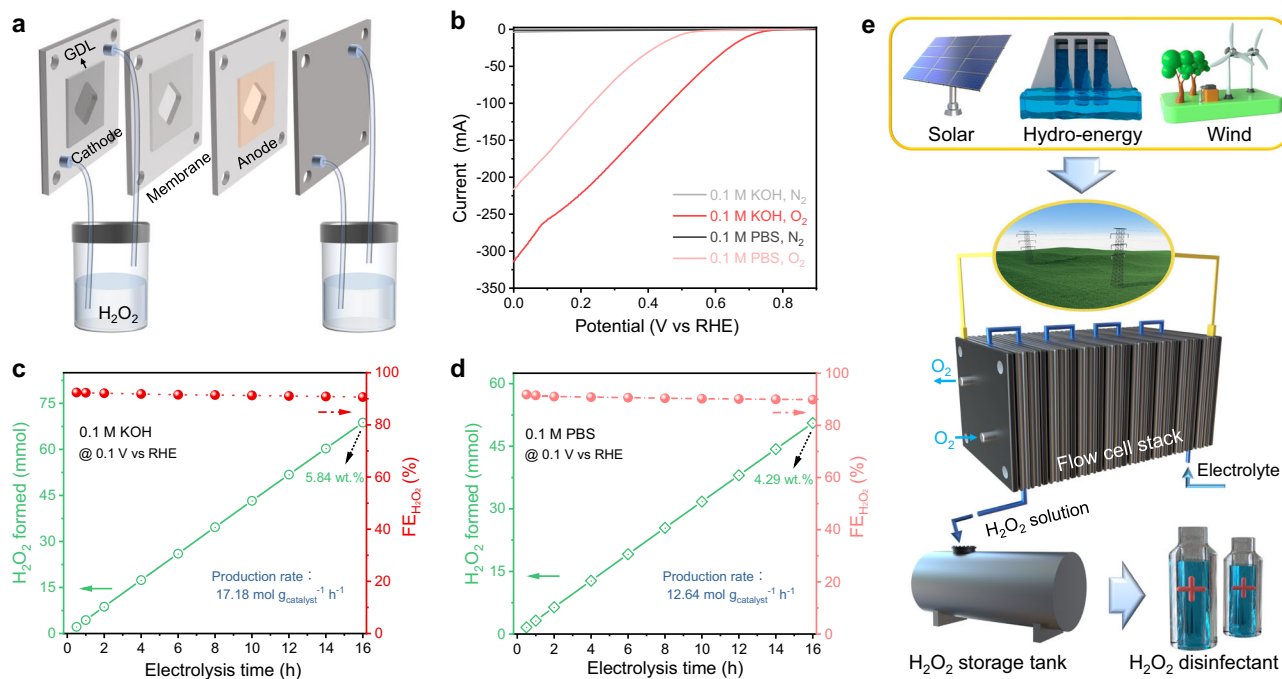 a
GDL
Cathode
Membrane
Anode
H₂O₂
b
Current (mA)
0
-50
-100
-150
-200
-250
-300
-350
0.1 M KOH, N₂
0.1 M KOH, O₂
0.1 M PBS, N₂
0.1 M PBS, O₂
0.0 0.2 0.4 0.6 0.8
Potential (V vs RHE)
c
H₂O₂ formed (mmol)
75
60
45
30
15
0
0.1 M KOH
@ 0.1 V vs RHE
5.84 wt.%
Production rate：
17.18 mol g_catalyst⁻¹ h⁻¹
100
80
60
40
20
0
FE_H₂O₂ (%)
0 2 4 6 8 10 12 14 16
Electrolysis time (h)
d
H₂O₂ formed (mmol)
60
45
30
15
0
0.1 M PBS
@ 0.1 V vs RHE
4.29 wt.%
Production rate：
12.64 mol g_catalyst⁻¹ h⁻¹
100
80
60
40
20
0
FE_H₂O₂ (%)
0 2 4 6 8 10 12 14 16
Electrolysis time (h)
e
Solar
Hydro-energy
Wind
O₂
O₂
Flow cell stack
Electrolyte
H₂O₂ solution
H₂O₂ storage tank
H₂O₂ disinfectant